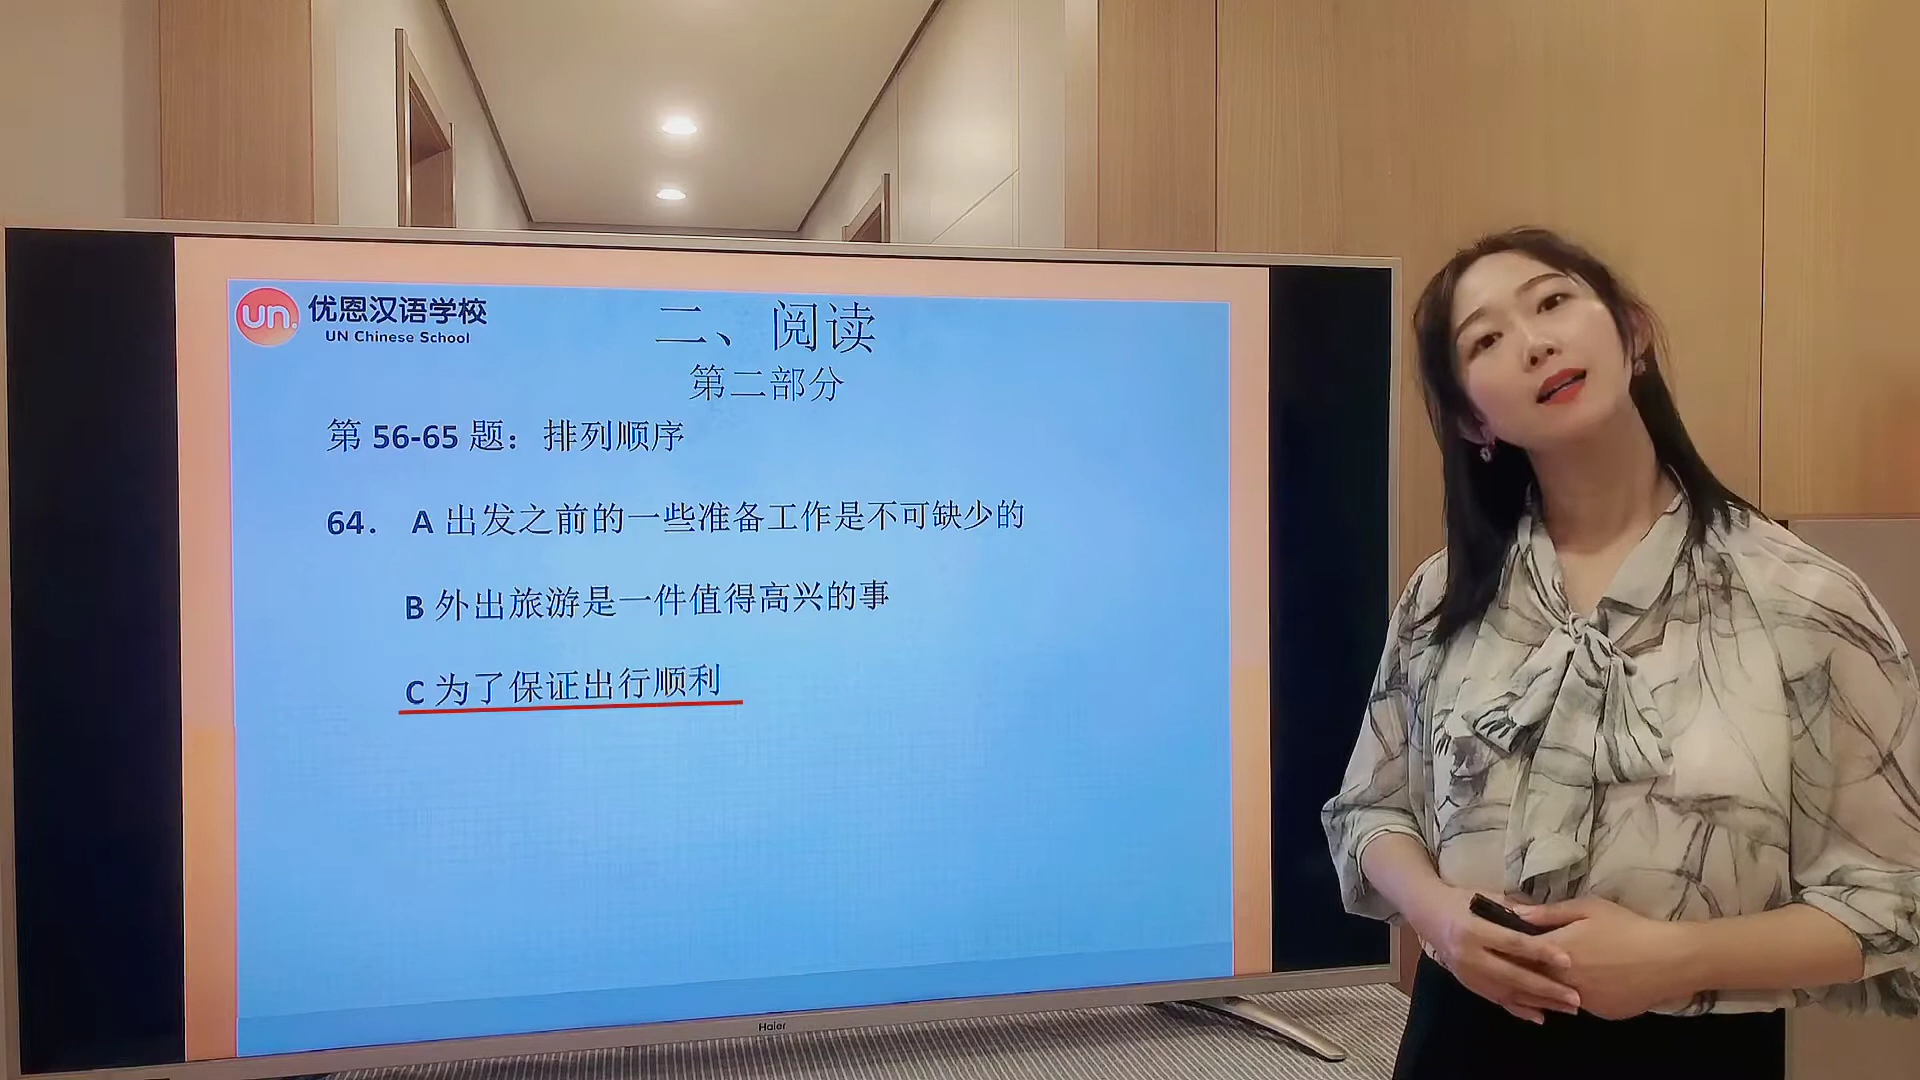 un.
优恩汉语学校
UN Chinese School
二、阅读
第二部分
第 56-65 题：排列顺序
64. A 出发之前的一些准备工作是不可缺少的
B 外出旅游是一件值得高兴的事
C 为了保证出行顺利
Haier